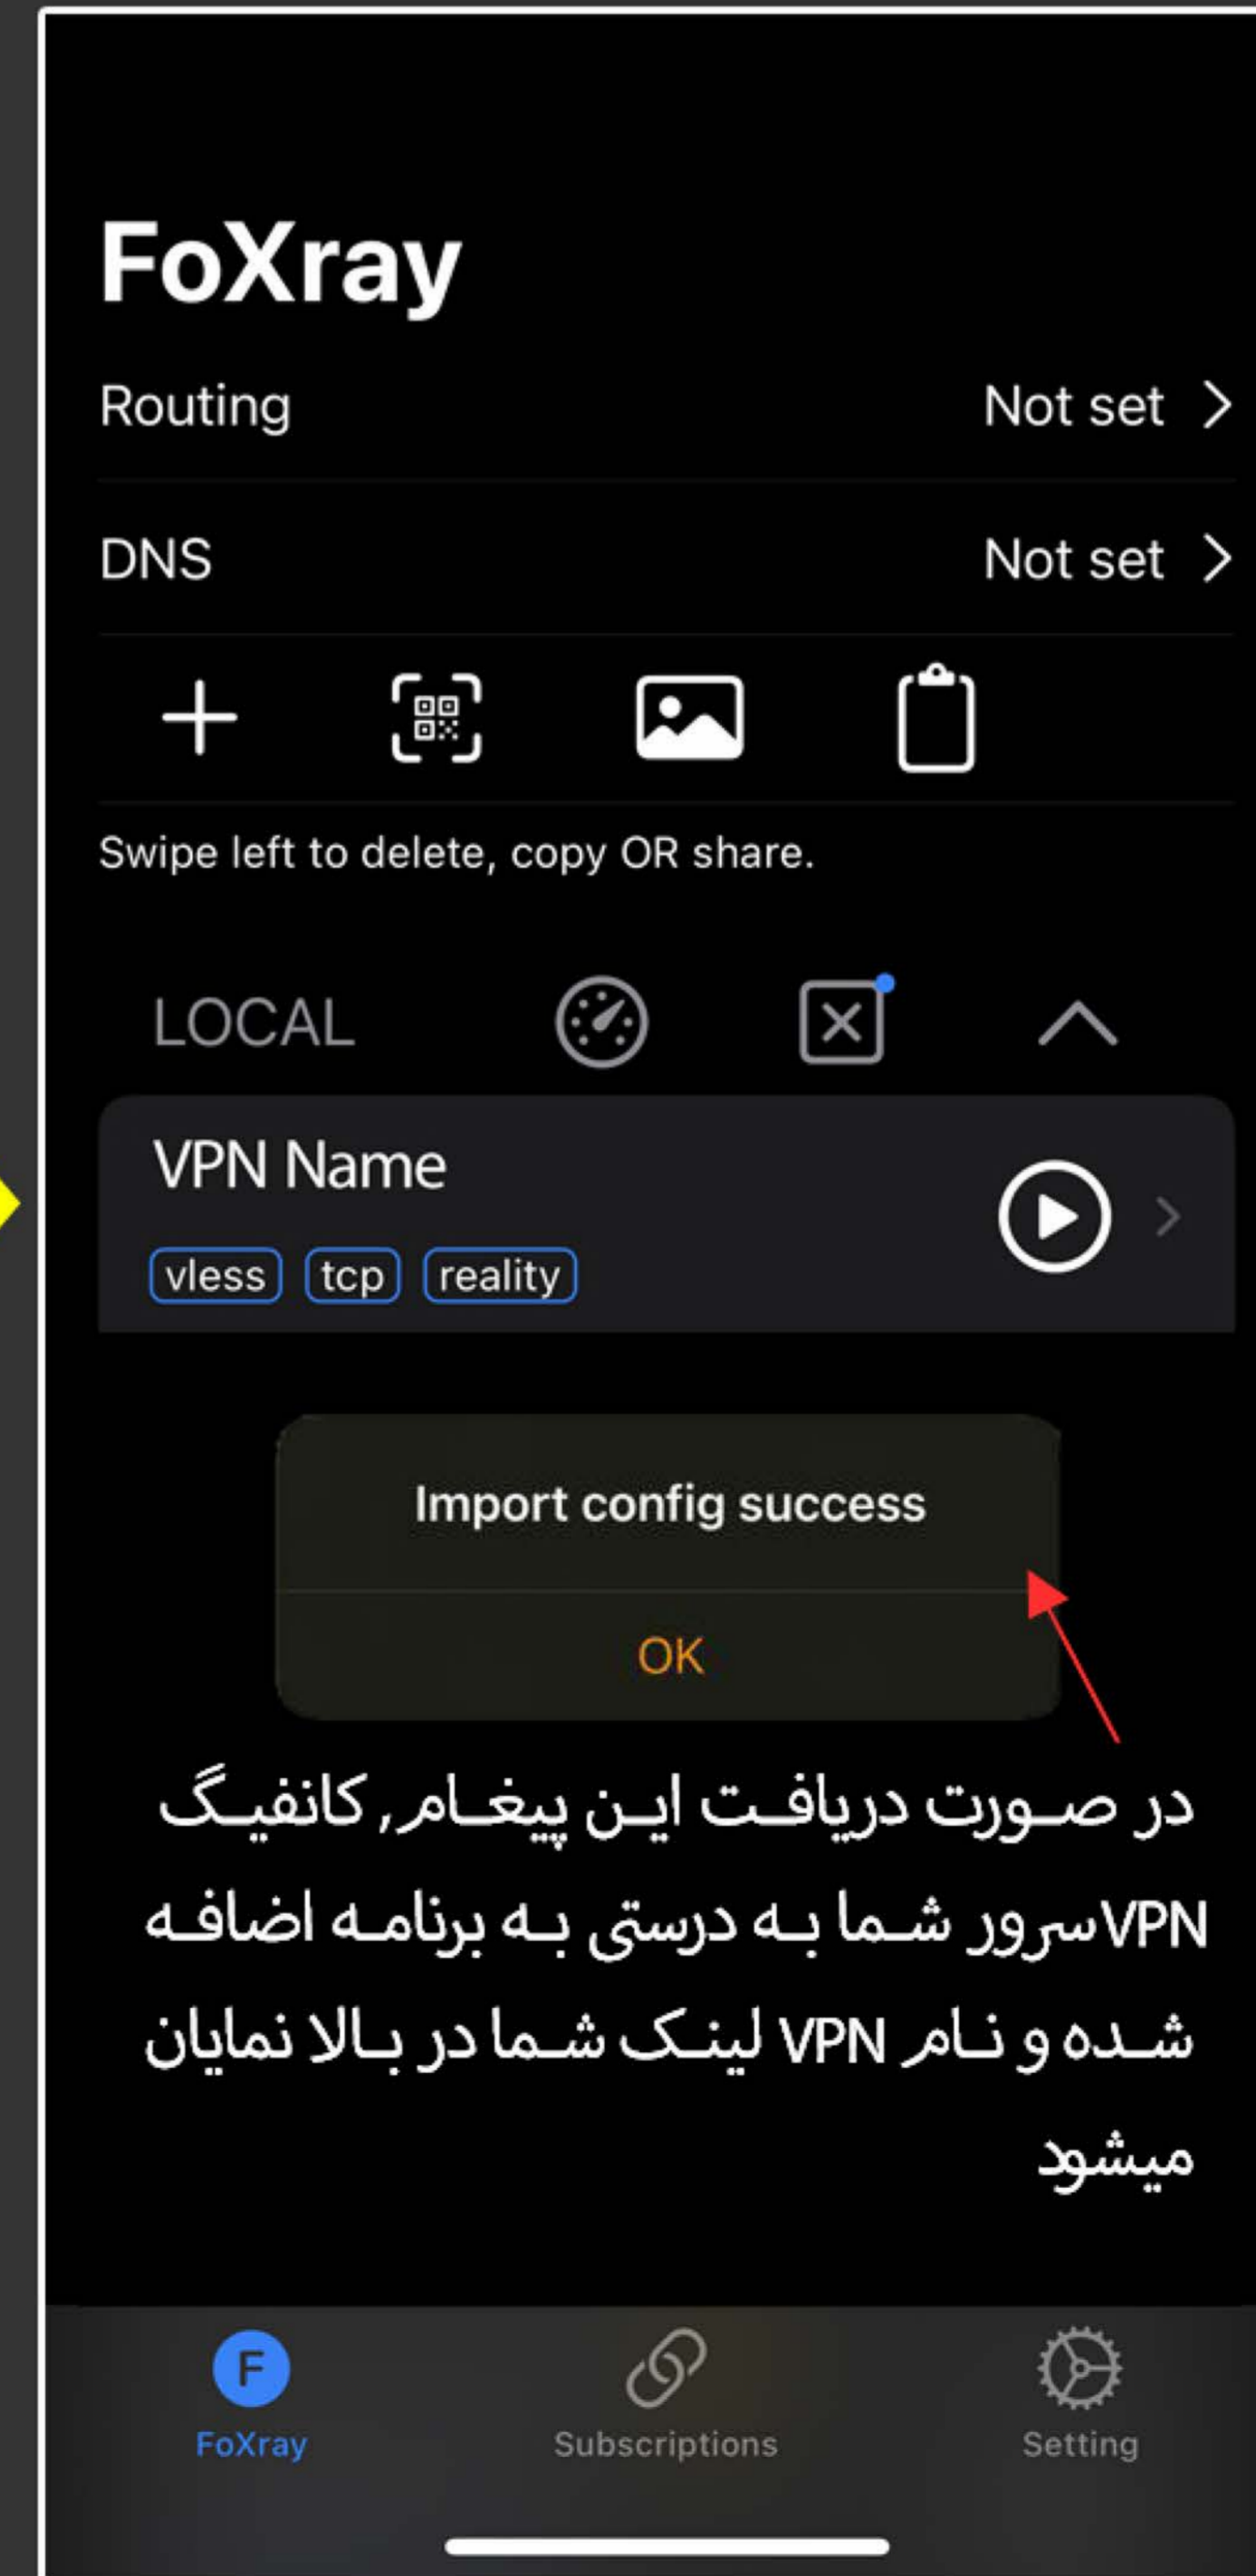 FoXray
Routing Not set
DNS Not set
Swipe left to delete, copy OR share.
LOCAL
VPN Name
vless tcp reality
Import config success
OK
در صورت دریافت این پیغام, کانفیگ
VPNسرور شما به درستی به برنامه اضافه
شده و نام VPN لینک شما در بالا نمایان
میشود
F
FoXray Subscriptions Setting